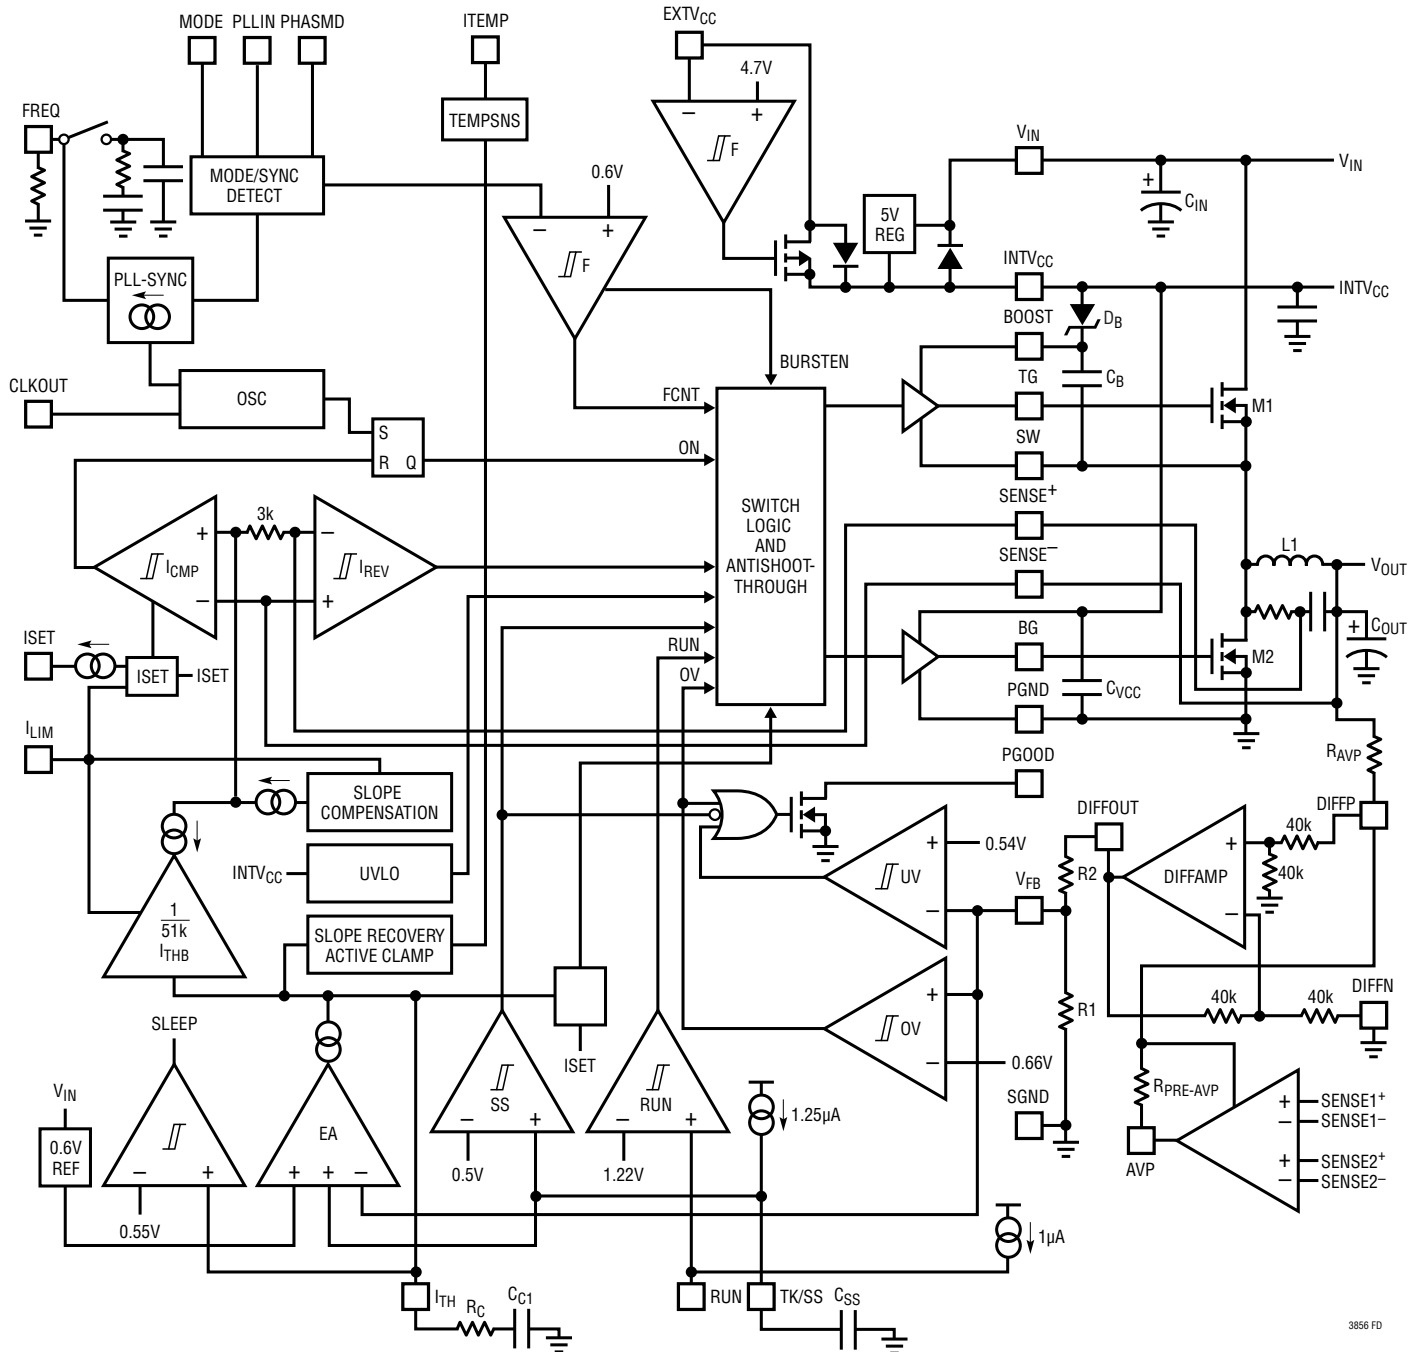 MODE PLLIN PHASMD
ITEMP
EXTVCC
4.7V
FREQ
TEMPSNS
− +
F
VIN
VIN
MODE/SYNC
DETECT
0.6V
+
CIN
5V
REG
− +
F
PLL-SYNC
INTVCC
INTVCC
BOOST
DB
BURSTEN
CLKOUT
OSC
FCNT
TG
CB
M1
S
R Q
ON
SW
SENSE+
3k
SWITCH
LOGIC
AND
ANTISHOOT-
THROUGH
SENSE−
L1
VOUT
+
−
ICMP
−
+
IREV
+
COUT
ISET
ISET
ISET
RUN
OV
BG
M2
PGND
CVCC
ILIM
PGOOD
RAVP
SLOPE
COMPENSATION
DIFFOUT
DIFFP
+
0.54V
40k
+
INTVCC
UVLO
UV
VFB
R2
DIFFAMP
40k
−
−
1
51k
ITHB
SLOPE RECOVERY
ACTIVE CLAMP
DIFFN
+
OV
R1
40k
40k
SLEEP
ISET
−
0.66V
SS
RUN
RPRE-AVP
VIN
SGND
+
SENSE1+
−
SENSE1−
1.25µA
0.6V
REF
EA
− +
− +
AVP
+
SENSE2+
−
SENSE2−
− +
+ + −
0.5V
1.22V
0.55V
1µA
ITH
RC
CC1
RUN
TK/SS
CSS
3856 FD